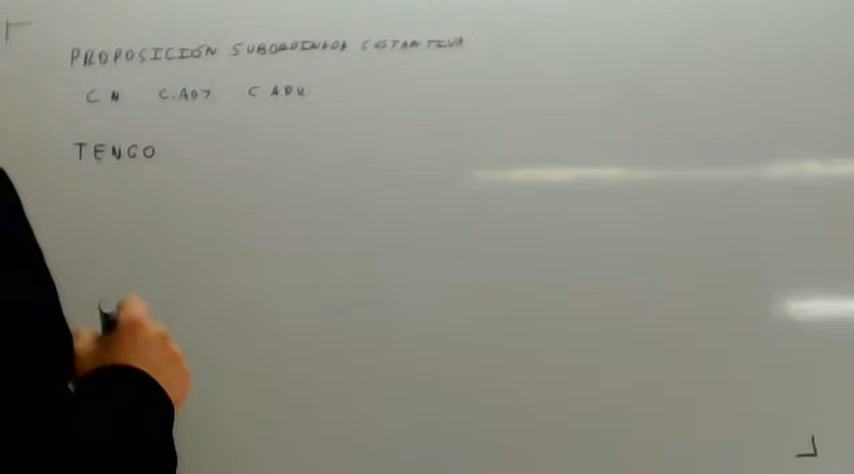 PROPOSICIÓN SUBORDINADA SUSTANTIVA
C N C.ADJ C ADV
TENGO